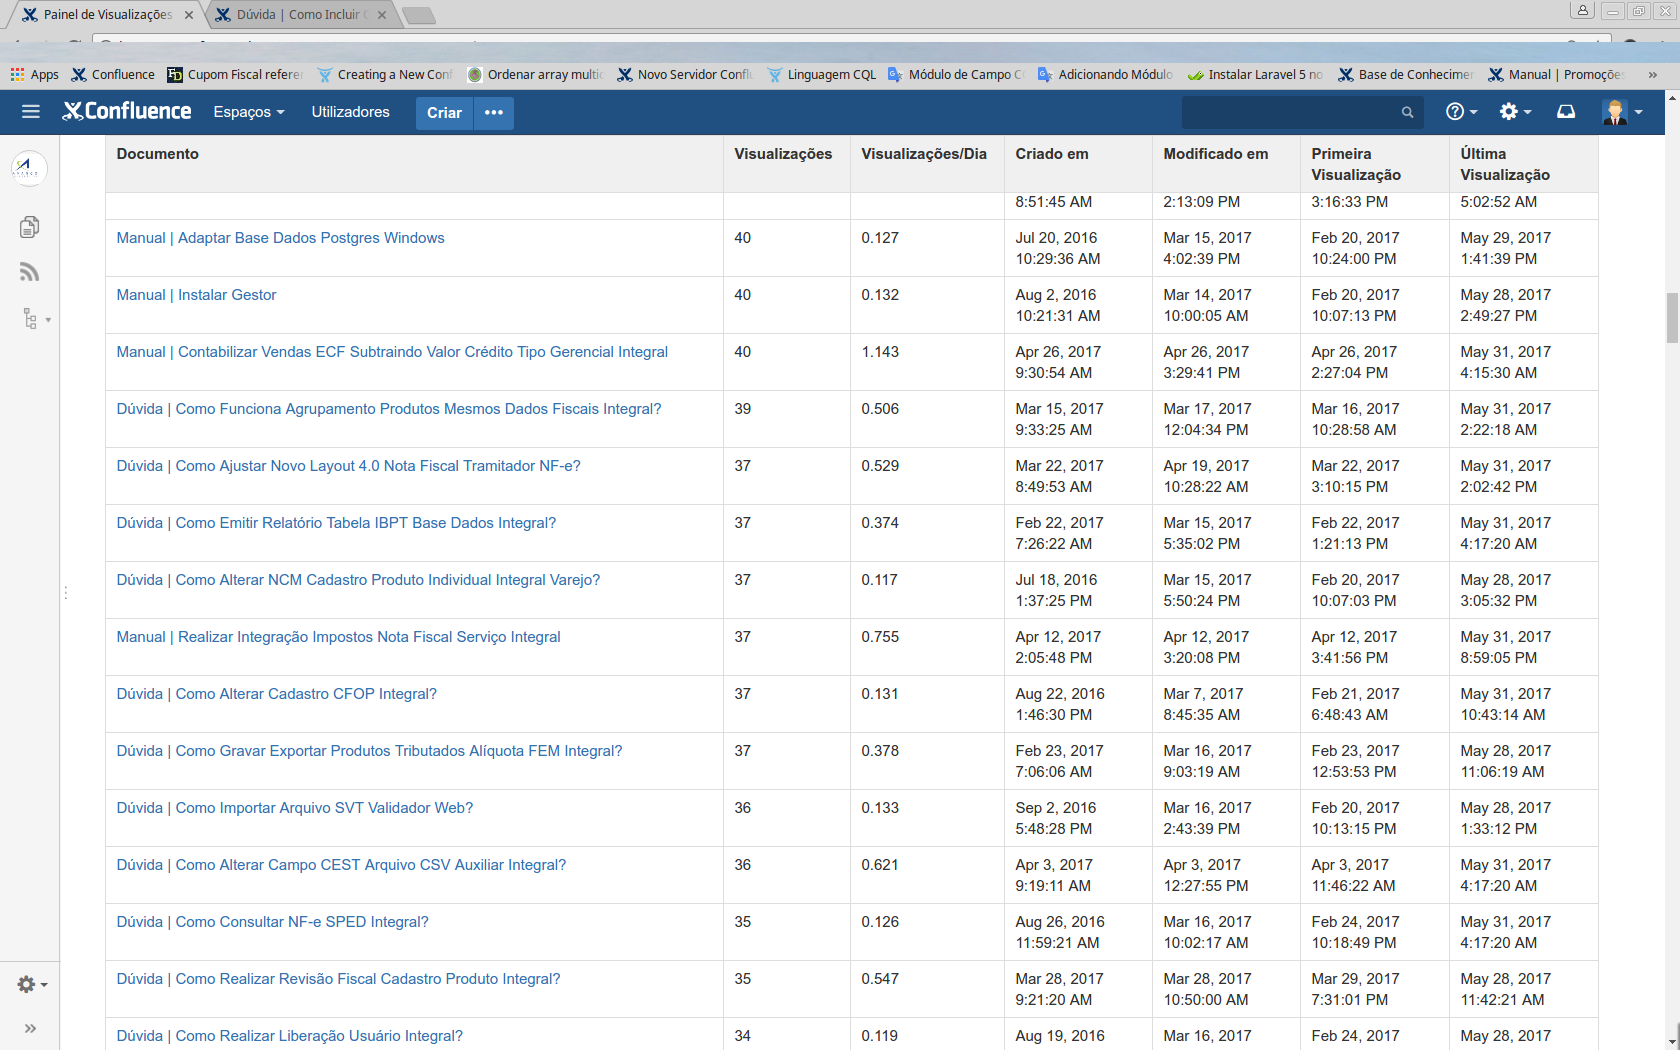 Painel de Visualizações
Dúvida | Como Incluir
Apps
Confluence
Cupom Fiscal referen
Creating a New Conf
Ordenar array multid
Novo Servidor Conflu
Linguagem CQL
Módulo de Campo C
Adicionando Módulo
Instalar Laravel 5 no
Base de Conhecimen
Manual | Promoções
»
Confluence
Espaços
Utilizadores
Criar
•••
Documento
Visualizações
Visualizações/Dia
Criado em
Modificado em
Primeira
Visualização
Última
Visualização
8:51:45 AM
2:13:09 PM
3:16:33 PM
5:02:52 AM
Manual | Adaptar Base Dados Postgres Windows
40
0.127
Jul 20, 2016
10:29:36 AM
Mar 15, 2017
4:02:39 PM
Feb 20, 2017
10:24:00 PM
May 29, 2017
1:41:39 PM
Manual | Instalar Gestor
40
0.132
Aug 2, 2016
10:21:31 AM
Mar 14, 2017
10:00:05 AM
Feb 20, 2017
10:07:13 PM
May 28, 2017
2:49:27 PM
Manual | Contabilizar Vendas ECF Subtraindo Valor Crédito Tipo Gerencial Integral
40
1.143
Apr 26, 2017
9:30:54 AM
Apr 26, 2017
3:29:41 PM
Apr 26, 2017
2:27:04 PM
May 31, 2017
4:15:30 AM
Dúvida | Como Funciona Agrupamento Produtos Mesmos Dados Fiscais Integral?
39
0.506
Mar 15, 2017
9:33:25 AM
Mar 17, 2017
12:04:34 PM
Mar 16, 2017
10:28:58 AM
May 31, 2017
2:22:18 AM
Dúvida | Como Ajustar Novo Layout 4.0 Nota Fiscal Tramitador NF-e?
37
0.529
Mar 22, 2017
8:49:53 AM
Apr 19, 2017
10:28:22 AM
Mar 22, 2017
3:10:15 PM
May 31, 2017
2:02:42 PM
Dúvida | Como Emitir Relatório Tabela IBPT Base Dados Integral?
37
0.374
Feb 22, 2017
7:26:22 AM
Mar 15, 2017
5:35:02 PM
Feb 22, 2017
1:21:13 PM
May 31, 2017
4:17:20 AM
Dúvida | Como Alterar NCM Cadastro Produto Individual Integral Varejo?
37
0.117
Jul 18, 2016
1:37:25 PM
Mar 15, 2017
5:50:24 PM
Feb 20, 2017
10:07:03 PM
May 28, 2017
3:05:32 PM
Manual | Realizar Integração Impostos Nota Fiscal Serviço Integral
37
0.755
Apr 12, 2017
2:05:48 PM
Apr 12, 2017
3:20:08 PM
Apr 12, 2017
3:41:56 PM
May 31, 2017
8:59:05 PM
Dúvida | Como Alterar Cadastro CFOP Integral?
37
0.131
Aug 22, 2016
1:46:30 PM
Mar 7, 2017
8:45:35 AM
Feb 21, 2017
6:48:43 AM
May 31, 2017
10:43:14 AM
Dúvida | Como Gravar Exportar Produtos Tributados Alíquota FEM Integral?
37
0.378
Feb 23, 2017
7:06:06 AM
Mar 16, 2017
9:03:19 AM
Feb 23, 2017
12:53:53 PM
May 28, 2017
11:06:19 AM
Dúvida | Como Importar Arquivo SVT Validador Web?
36
0.133
Sep 2, 2016
5:48:28 PM
Mar 16, 2017
2:43:39 PM
Feb 20, 2017
10:13:15 PM
May 28, 2017
1:33:12 PM
Dúvida | Como Alterar Campo CEST Arquivo CSV Auxiliar Integral?
36
0.621
Apr 3, 2017
9:19:11 AM
Apr 3, 2017
12:27:55 PM
Apr 3, 2017
11:46:22 AM
May 31, 2017
4:17:20 AM
Dúvida | Como Consultar NF-e SPED Integral?
35
0.126
Aug 26, 2016
11:59:21 AM
Mar 16, 2017
10:02:17 AM
Feb 24, 2017
10:18:49 PM
May 31, 2017
4:17:20 AM
Dúvida | Como Realizar Revisão Fiscal Cadastro Produto Integral?
35
0.547
Mar 28, 2017
9:21:20 AM
Mar 28, 2017
10:50:00 AM
Mar 29, 2017
7:31:01 PM
May 28, 2017
11:42:21 AM
Dúvida | Como Realizar Liberação Usuário Integral?
34
0.119
Aug 19, 2016
Mar 16, 2017
Feb 24, 2017
May 28, 2017